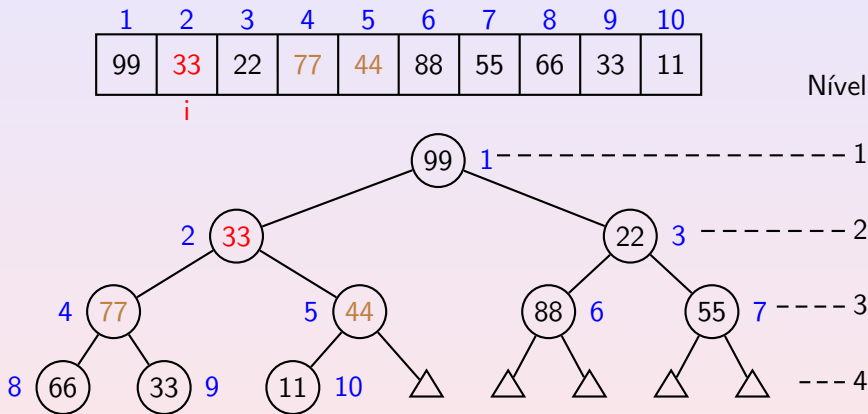 1 2 3 4 5 6 7 8 9 10
99 33 22 77 44 88 55 66 33 11
i
Nível
99 1 1
2 33 22 3 2
4 77 5 44 88 6 55 7 3
8 66 33 9 11 10 4